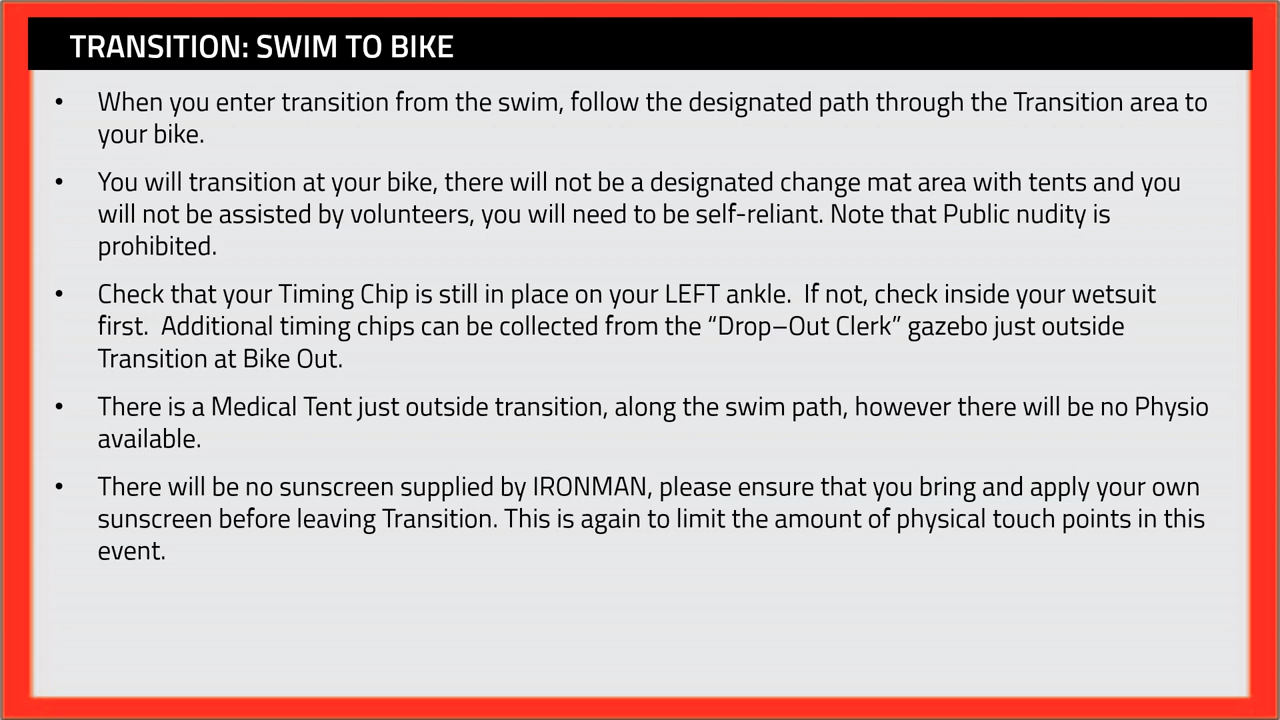 TRANSITION: SWIM TO BIKE
• When you enter transition from the swim, follow the designated path through the Transition area to
your bike.
• You will transition at your bike, there will not be a designated change mat area with tents and you
will not be assisted by volunteers, you will need to be self-reliant. Note that Public nudity is
prohibited.
• Check that your Timing Chip is still in place on your LEFT ankle.  If not, check inside your wetsuit
first.  Additional timing chips can be collected from the “Drop–Out Clerk” gazebo just outside
Transition at Bike Out.
• There is a Medical Tent just outside transition, along the swim path, however there will be no Physio
available.
• There will be no sunscreen supplied by IRONMAN, please ensure that you bring and apply your own
sunscreen before leaving Transition. This is again to limit the amount of physical touch points in this
event.